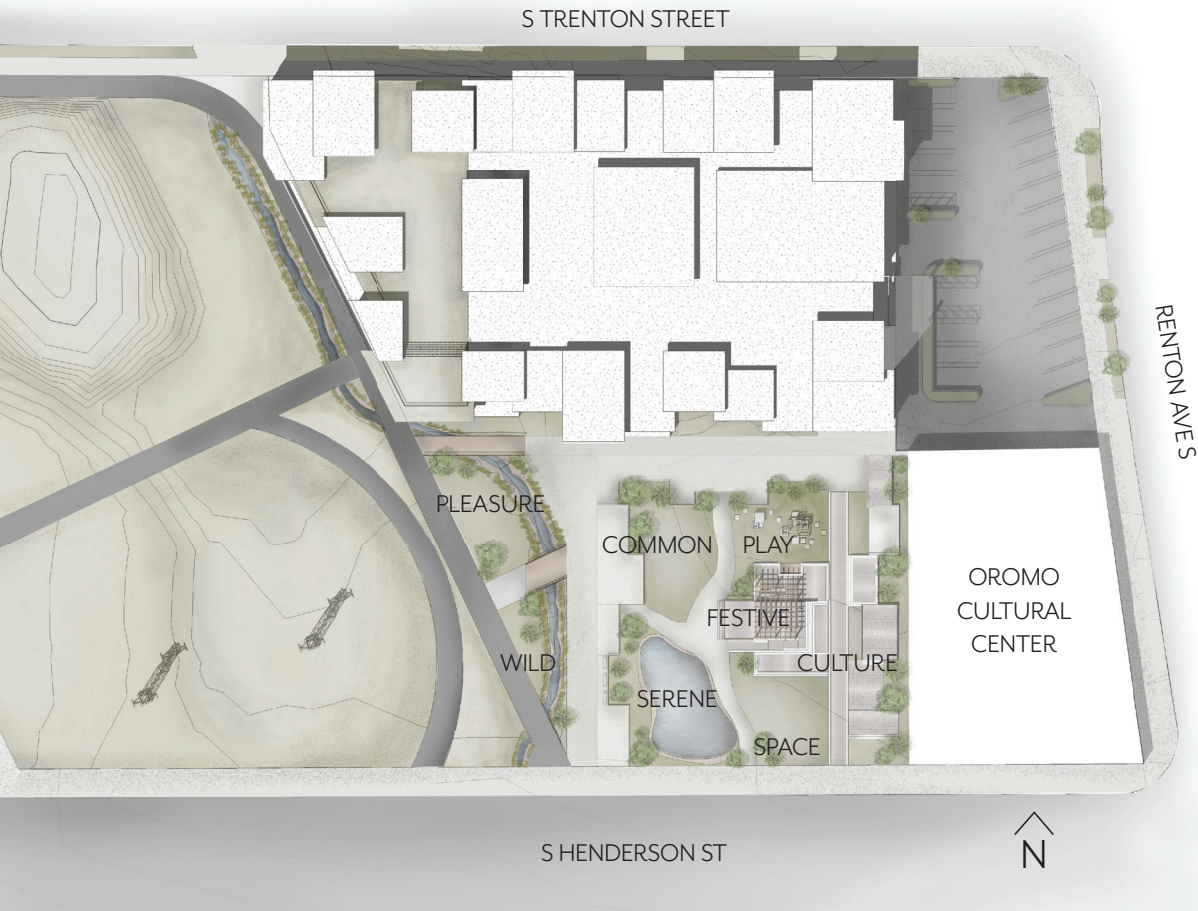 S TRENTON STREET
RENTON AVE S
PLEASURE
COMMON
PLAY
OROMO
CULTURAL
CENTER
FESTIVE
WILD
CULTURE
SERENE
SPACE
S HENDERSON ST
N